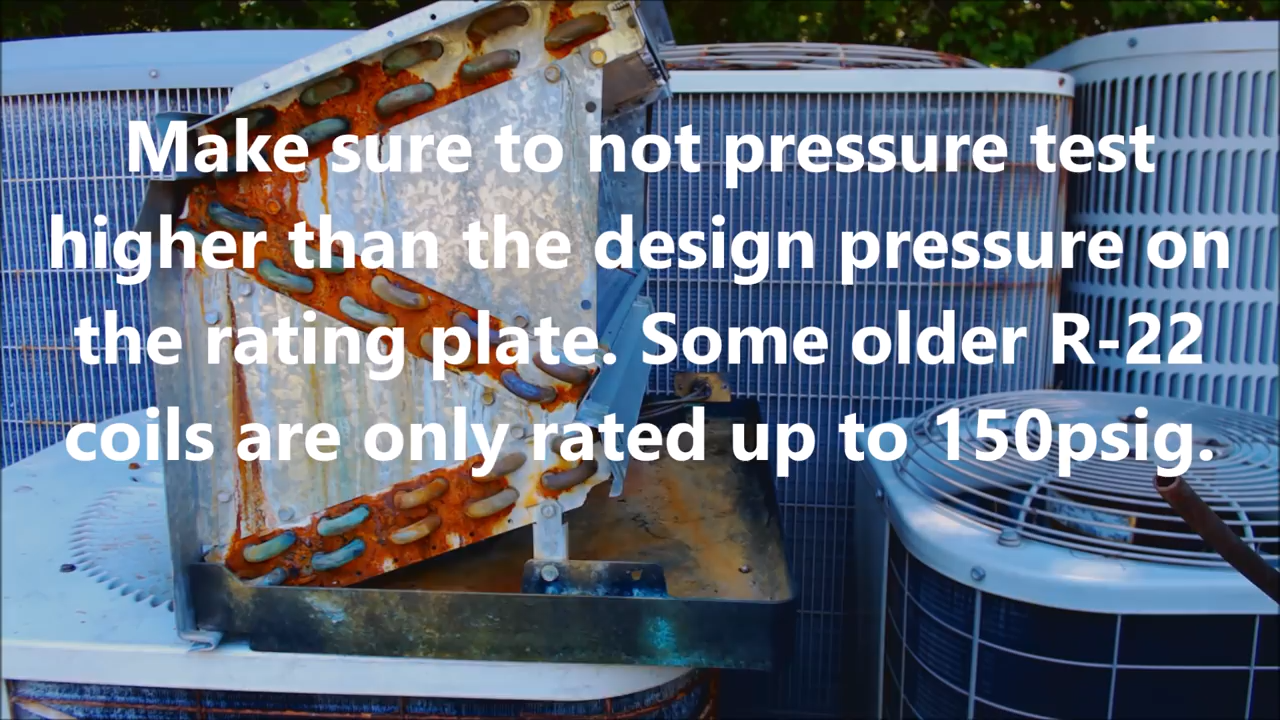 Make sure to not pressure test
higher than the design pressure on
the rating plate. Some older R-22
coils are only rated up to 150psig.